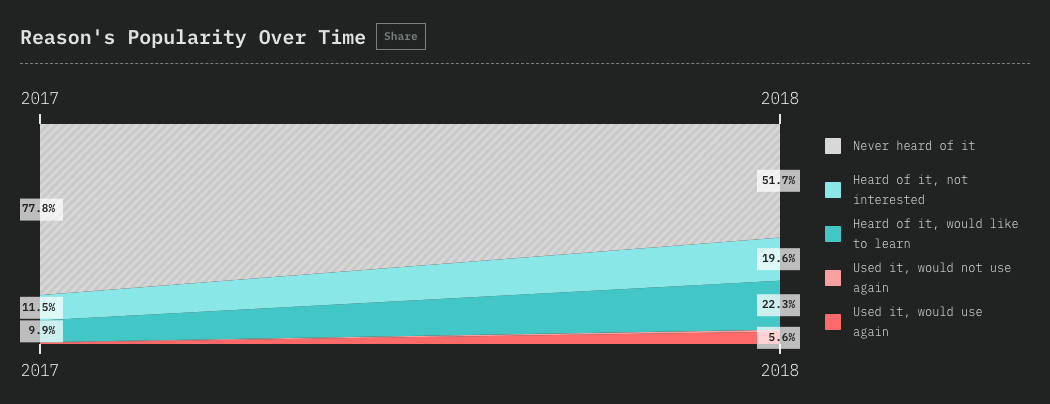 Reason's Popularity Over Time
Share
2017
2018
77.8%
11.5%
9.9%
51.7%
19.6%
22.3%
5.6%
2017
2018
Never heard of it
Heard of it, not
interested
Heard of it, would like
to learn
Used it, would not use
again
Used it, would use
again